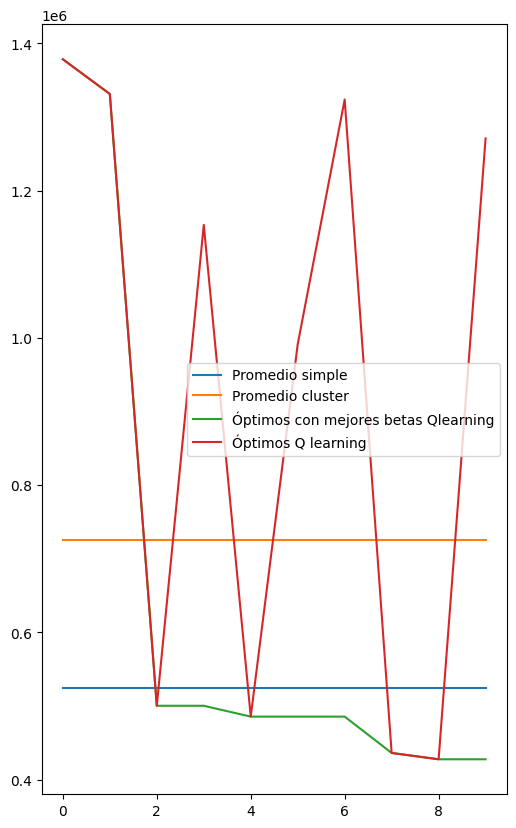 1e6
1.4
1.2
1.0
Promedio simple
Promedio cluster
Óptimos con mejores betas Qlearning
Óptimos Q learning
0.8
0.6
0.4
0 2 4 6 8